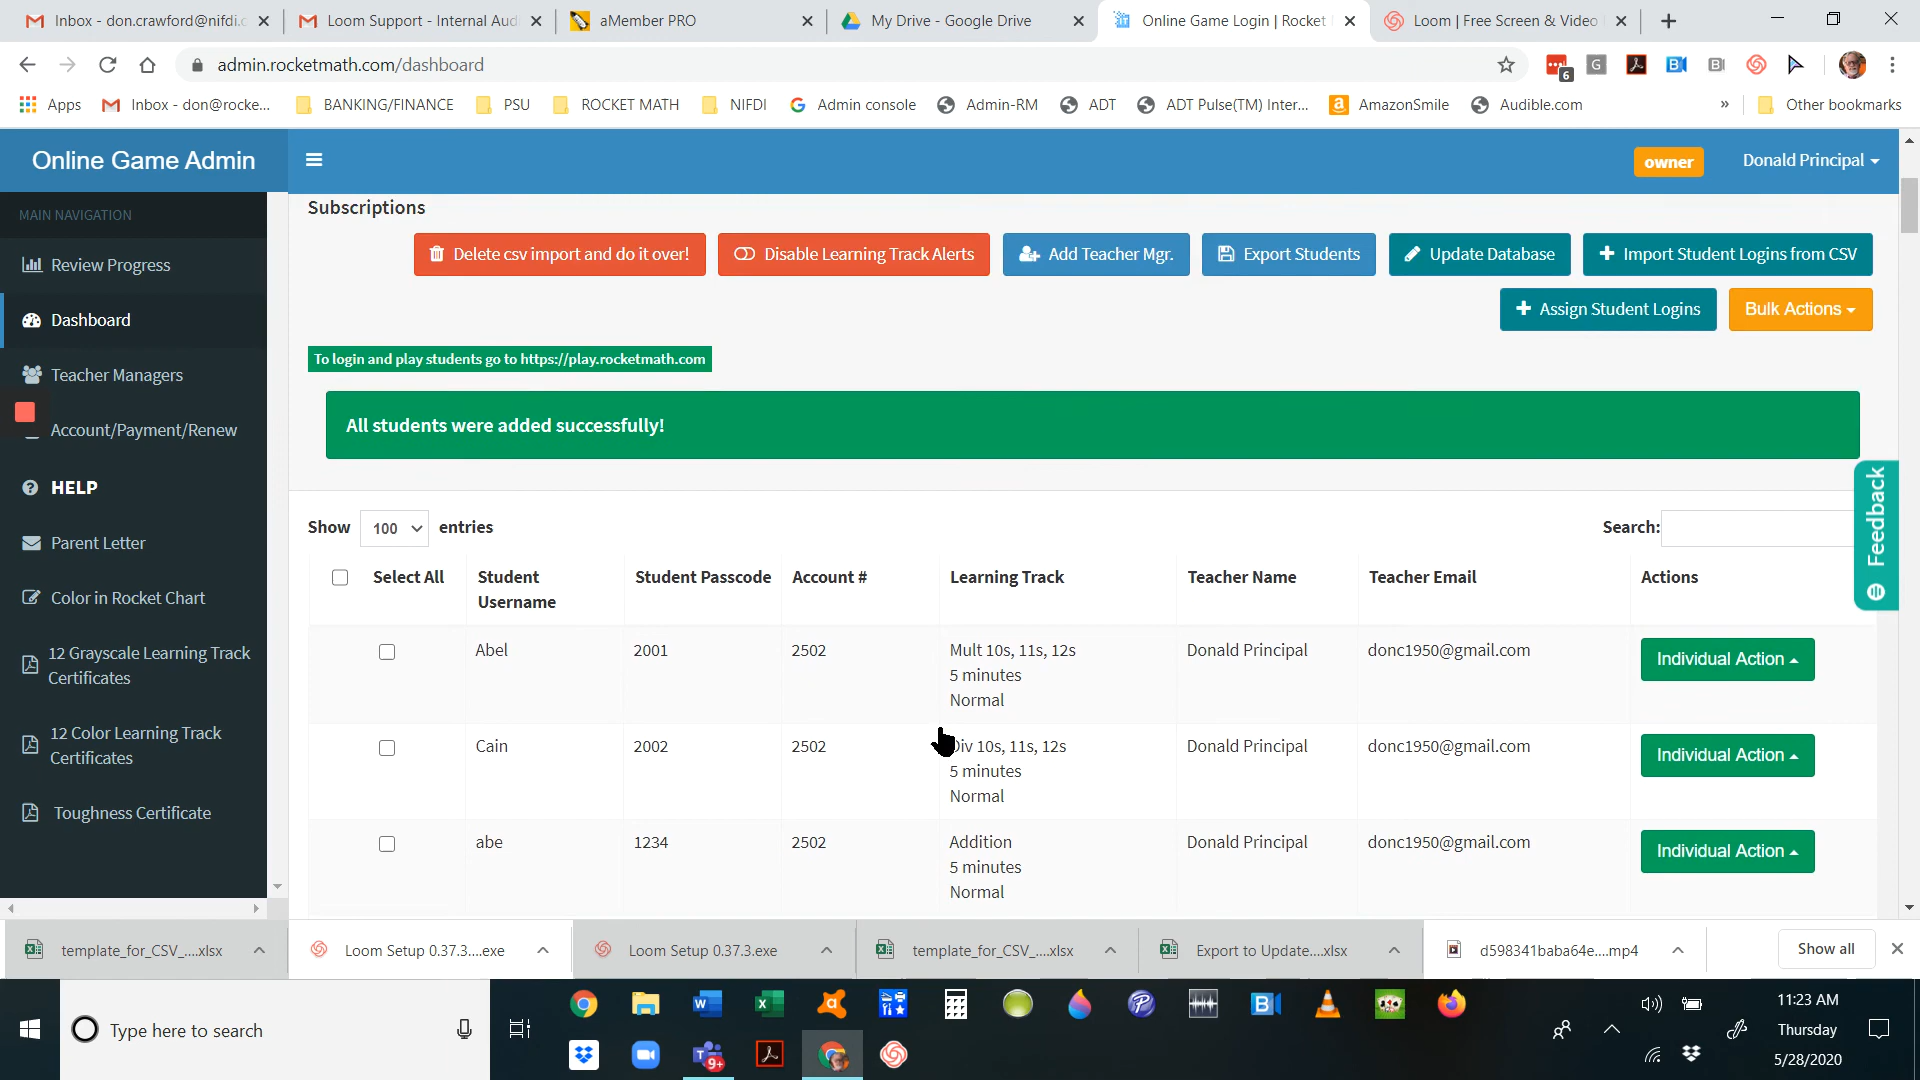 Inbox - don.crawford@nifdi.c
Loom Support - Internal Aud
aMember PRO
My Drive - Google Drive
Online Game Login | Rocket
Loom | Free Screen & Video
admin.rocketmath.com/dashboard
6
Apps
Inbox - don@rocke...
BANKING/FINANCE
PSU
ROCKET MATH
NIFDI
Admin console
Admin-RM
ADT
ADT Pulse(TM) Inter...
AmazonSmile
Audible.com
»
Other bookmarks
Online Game Admin
owner
Donald Principal
MAIN NAVIGATION
Review Progress
Dashboard
Teacher Managers
Account/Payment/Renew
HELP
Parent Letter
Color in Rocket Chart
12 Grayscale Learning Track
Certificates
12 Color Learning Track
Certificates
Toughness Certificate
Subscriptions
Delete csv import and do it over!
Disable Learning Track Alerts
Add Teacher Mgr.
Export Students
Update Database
Import Student Logins from CSV
Assign Student Logins
Bulk Actions
To login and play students go to https://play.rocketmath.com
All students were added successfully!
Feedback
Show 100 entries
Search:
Select All
Student
Username
Student Passcode
Account #
Learning Track
Teacher Name
Teacher Email
Actions
Abel
2001
2502
Mult 10s, 11s, 12s
5 minutes
Normal
Donald Principal
donc1950@gmail.com
Individual Action
Cain
2002
2502
Div 10s, 11s, 12s
5 minutes
Normal
Donald Principal
donc1950@gmail.com
Individual Action
abe
1234
2502
Addition
5 minutes
Normal
Donald Principal
donc1950@gmail.com
Individual Action
template_for_CSV_....xlsx
Loom Setup 0.37.3....exe
Loom Setup 0.37.3.exe
template_for_CSV_....xlsx
Export to Update....xlsx
d598341baba64e....mp4
Show all
Type here to search
9+
11:23 AM
Thursday
5/28/2020